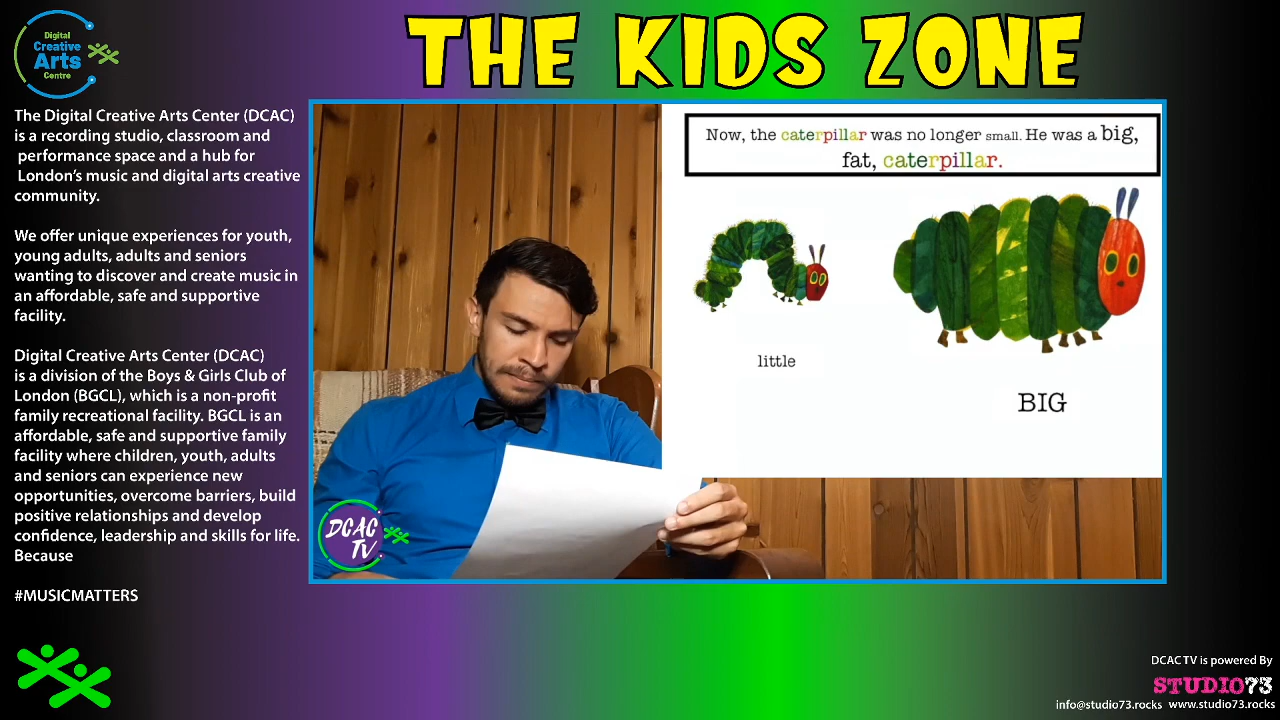 Digital
Creative
Arts
Centre
THE KIDS ZONE
The Digital Creative Arts Center (DCAC)
is a recording studio, classroom and
performance space and a hub for
London's music and digital arts creative
community.
We offer unique experiences for youth,
young adults, adults and seniors
wanting to discover and create music in
an affordable, safe and supportive
facility.
Digital Creative Arts Center (DCAC)
is a division of the Boys & Girls Club of
London (BGCL), which is a non-profit
family recreational facility. BGCL is an
affordable, safe and supportive family
facility where children, youth, adults
and seniors can experience new
opportunities, overcome barriers, build
positive relationships and develop
confidence, leadership and skills for life.
Because
#MUSICMATTERS
Now, the caterpillar was no longer small. He was a big,
fat, caterpillar.
little
BIG
DCAC
TV
DCAC TV is powered By
STUDIO73
info@studio73.rocks www.studio73.rocks